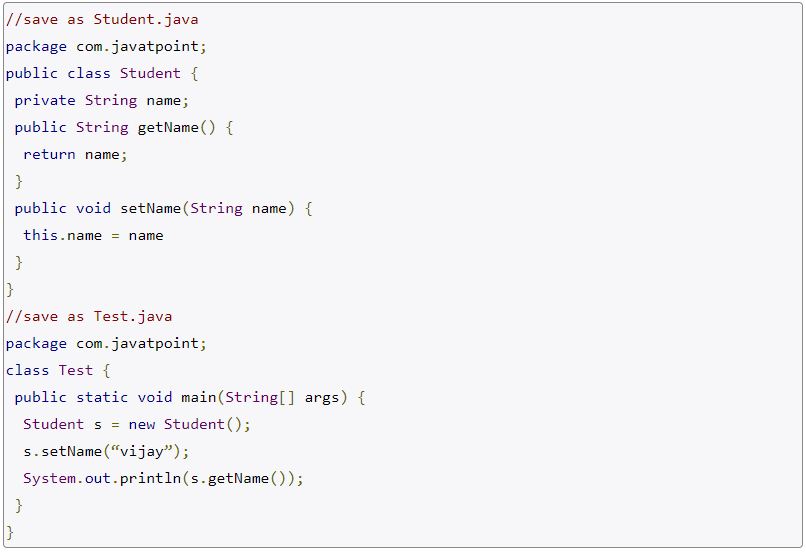 //save as Student.java
package com.javatpoint;
public class Student {
 private String name;
 public String getName() {
  return name;
 }
 public void setName(String name) {
  this.name = name
 }
}
//save as Test.java
package com.javatpoint;
class Test {
 public static void main(String[] args) {
  Student s = new Student();
  s.setName(“vijay”);
  System.out.println(s.getName());
 }
}